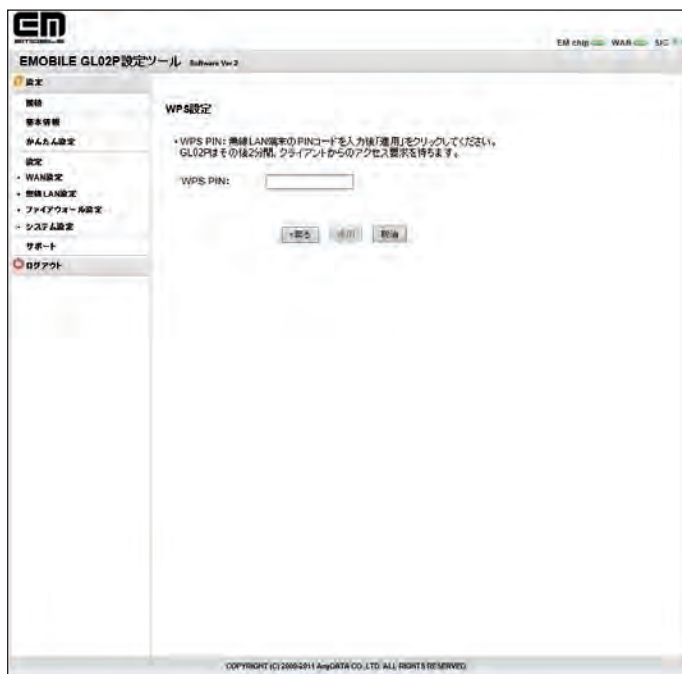 EM
EMOBILE
EM chip WAN SIG
EMOBILE GL02P設定ツール Software Ver.2
設定
接続
基本情報
かんたん設定
設定
・WAN設定
・無線LAN設定
・ファイアウォール設定
・システム設定
サポート
ログアウト
WPS設定
・WPS PIN: 無線LAN端末のPINコードを入力後「適用」をクリックしてください。
GL02Pはその後2分間、クライアントからのアクセス要求を待ちます。
WPS PIN:
<戻る 適用 取消
COPYRIGHT (C) 2009-2011 AnyDATA CO.,LTD. ALL RIGHTS RESERVED.